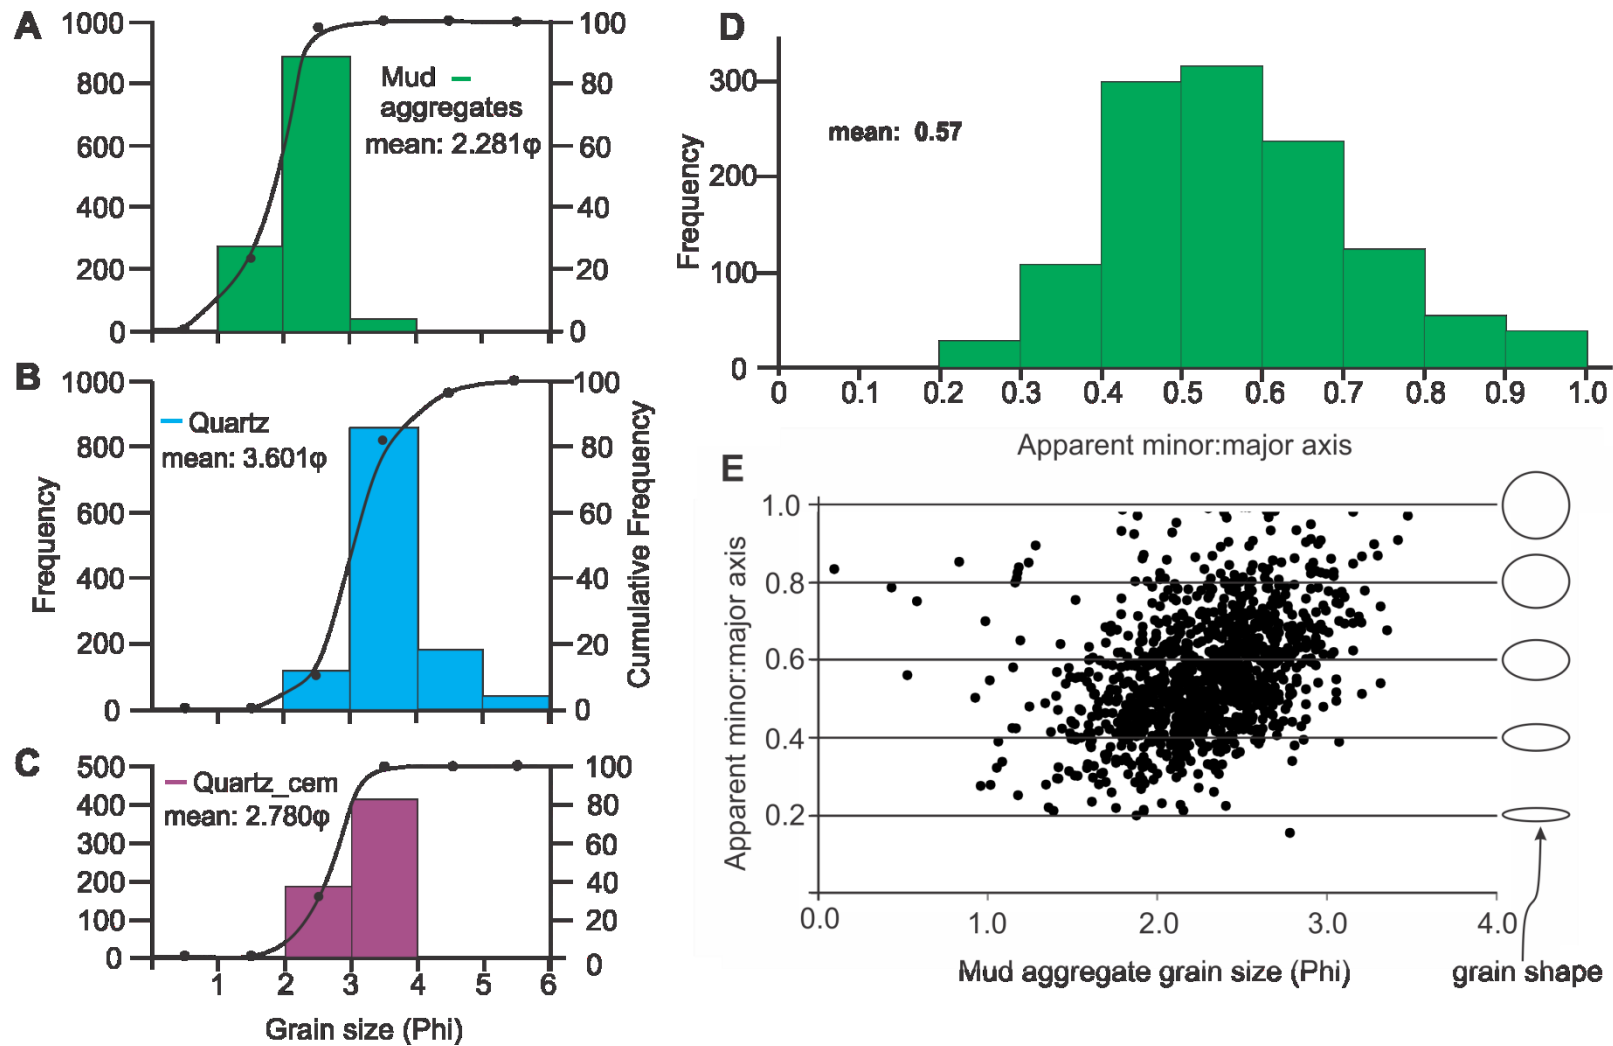 A
1000
800
600
400
200
0
100
80
60
40
20
0
Mud
aggregates
mean: 2.281φ
B
1000
800
600
400
200
0
100
80
60
40
20
0
Quartz
mean: 3.601φ
Frequency
Cumulative Frequency
C
500
400
300
200
100
0
100
80
60
40
20
0
Quartz_cem
mean: 2.780φ
1 2 3 4 5 6
Grain size (Phi)
D
300
200
100
0
Frequency
mean: 0.57
0 0.1 0.2 0.3 0.4 0.5 0.6 0.7 0.8 0.9 1.0
Apparent minor:major axis
E
1.0
0.8
0.6
0.4
0.2
Apparent minor:major axis
0.0 1.0 2.0 3.0 4.0
Mud aggregate grain size (Phi)
grain shape